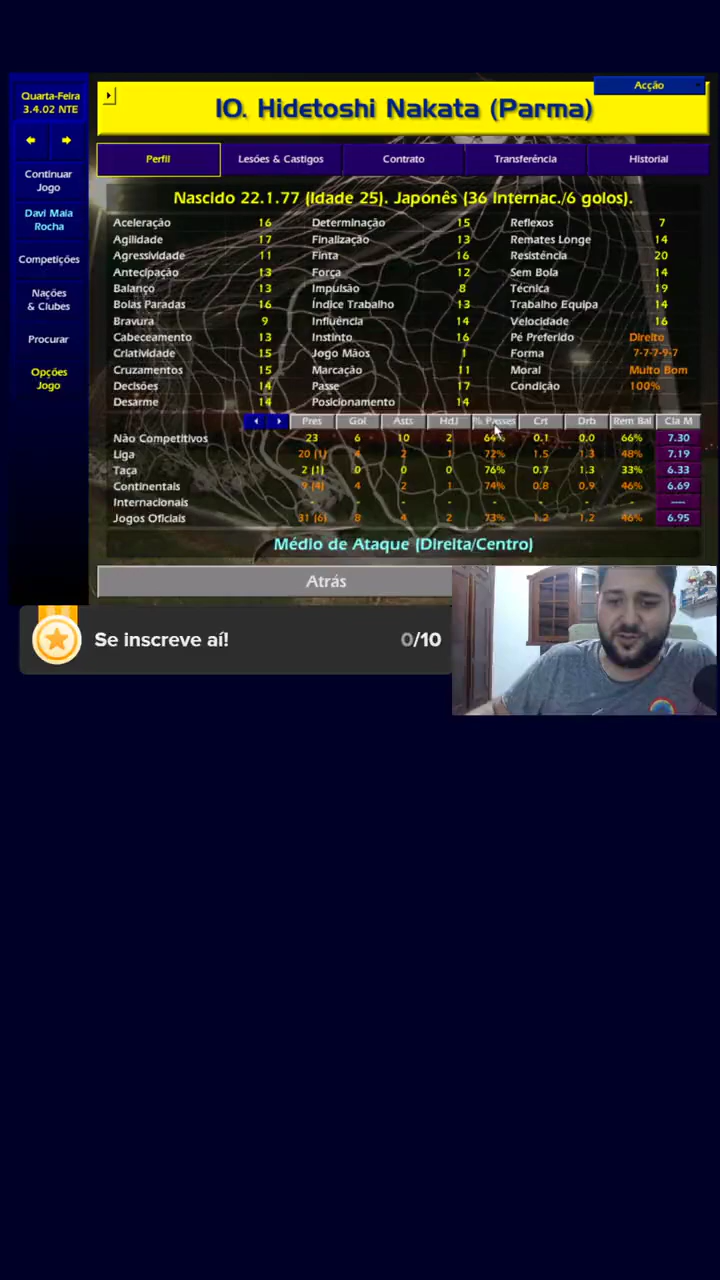 Acção
Quarta-Feira
3.4.02 NTE
10. Hidetoshi Nakata (Parma)
Perfil Lesões & Castigos Contrato Transferência Historial
Continuar
Jogo
Davi Maia
Rocha
Competições
Nações
& Clubes
Procurar
Opções
Jogo
Nascido 22.1.77 (Idade 25). Japonês (36 Internac./6 golos).
Aceleração 16 Determinação 15 Reflexos 7
Agilidade 17 Finalização 13 Remates Longe 14
Agressividade 11 Finta 16 Resistência 20
Antecipação 13 Força 12 Sem Bola 14
Balanço 13 Impulsão 8 Técnica 19
Bolas Paradas 16 Índice Trabalho 13 Trabalho Equipa 14
Bravura 9 Influência 14 Velocidade 16
Cabeceamento 13 Instinto 16 Pé Preferido Direito
Criatividade 15 Jogo Mãos 1 Forma 7-7-7-9-7
Cruzamentos 15 Marcação 11 Moral Muito Bom
Decisões 14 Passe 17 Condição 100%
Desarme 14 Posicionamento 14
Pres Gol Asts HdJ % Passes Crt Drb Rem Bal Cla M
Não Competitivos 23 6 10 2 64% 0.1 0.0 66% 7.30
Liga 20 (1) 4 2 1 72% 1.5 1.3 48% 7.19
Taça 2 (1) 0 0 0 76% 0.7 1.3 33% 6.33
Continentais 9 (4) 4 2 1 74% 0.8 0.9 46% 6.69
Internacionais - - - - - - - - ----
Jogos Oficiais 31 (6) 8 4 2 73% 1.2 1.2 46% 6.95
Médio de Ataque (Direita/Centro)
Atrás
Se inscreve aí! 0/10